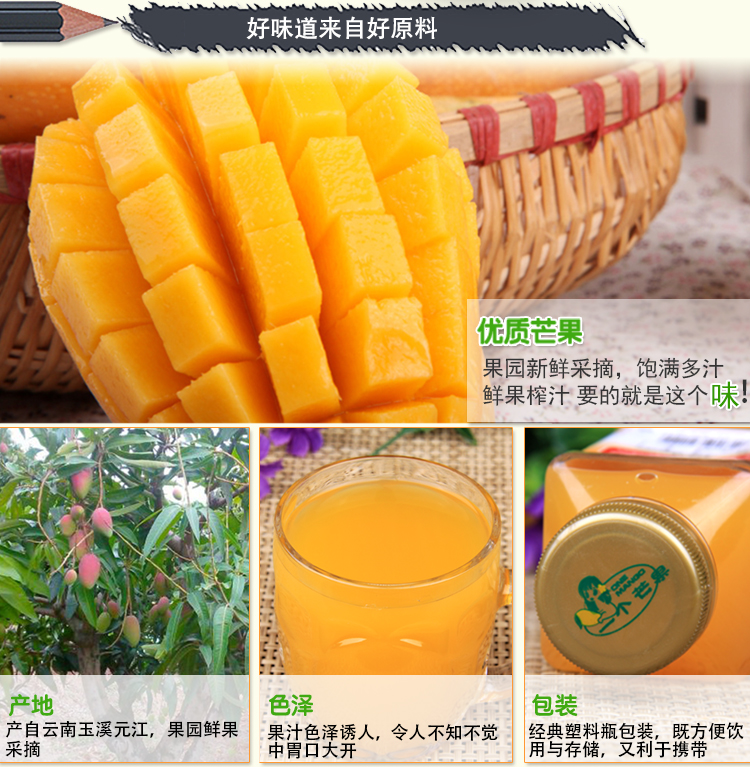 好味道来自好原料
优质芒果
果园新鲜采摘，饱满多汁
鲜果榨汁 要的就是这个 味!
ONE MANGO
一个芒果
产地
产自云南玉溪元江，果园鲜果
采摘
色泽
果汁色泽诱人，令人不知不觉
中胃口大开
包装
经典塑料瓶包装，既方便饮
用与存储，又利于携带